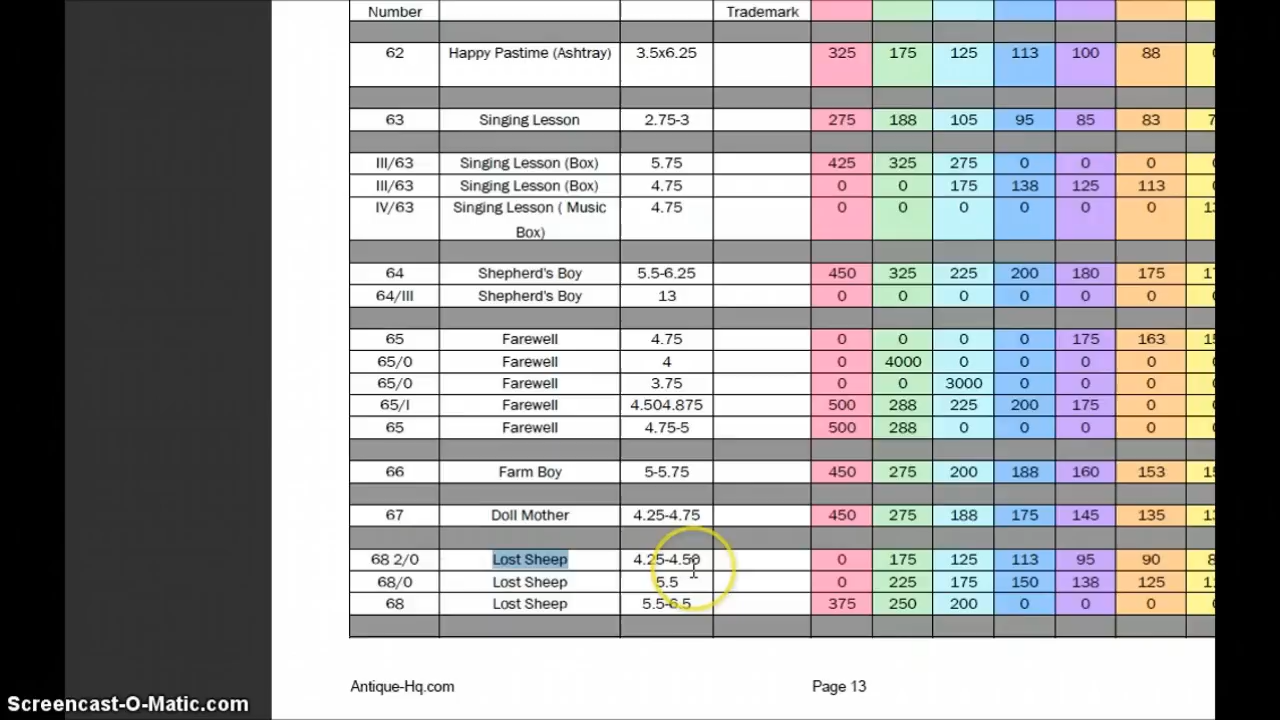 Number Trademark
62 Happy Pastime (Ashtray) 3.5x6.25 325 175 125 113 100 88
63 Singing Lesson 2.75-3 275 188 105 95 85 83
III/63 Singing Lesson (Box) 5.75 425 325 275 0 0 0
III/63 Singing Lesson (Box) 4.75 0 0 175 138 125 113
IV/63 Singing Lesson ( Music 4.75 0 0 0 0 0 0
Box)
64 Shepherd's Boy 5.5-6.25 450 325 225 200 180 175
64/III Shepherd's Boy 13 0 0 0 0 0 0
65 Farewell 4.75 0 0 0 0 175 163
65/0 Farewell 4 0 4000 0 0 0 0
65/0 Farewell 3.75 0 0 3000 0 0 0
65/I Farewell 4.504.875 500 288 225 200 175 0
65 Farewell 4.75-5 500 288 0 0 0 0
66 Farm Boy 5-5.75 450 275 200 188 160 153
67 Doll Mother 4.25-4.75 450 275 188 175 145 135
68 2/0 Lost Sheep 4.25-4.50 0 175 125 113 95 90
68/0 Lost Sheep 5.5 0 225 175 150 138 125
68 Lost Sheep 5.5-6.5 375 250 200 0 0 0
Antique-Hq.com Page 13
Screencast-O-Matic.com